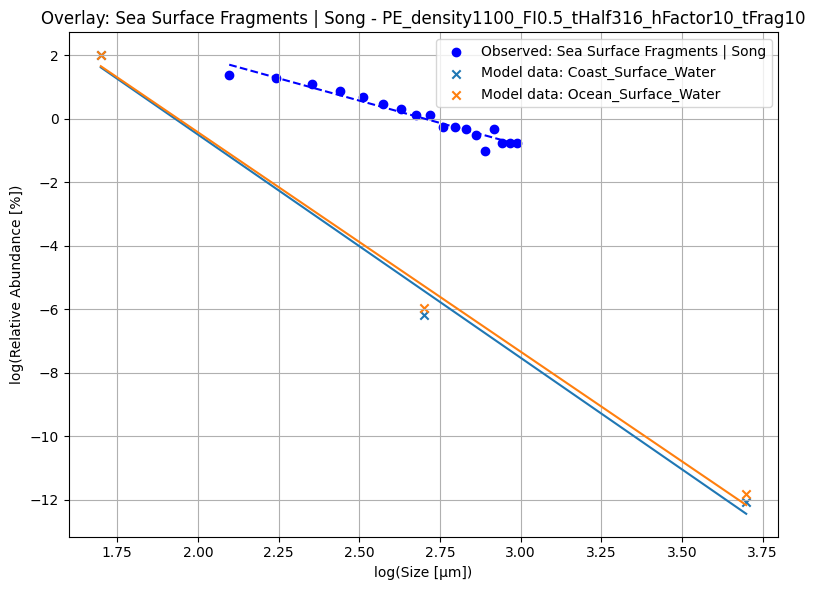 Overlay: Sea Surface Fragments | Song - PE_density1100_FI0.5_tHalf316_hFactor10_tFrag10
Observed: Sea Surface Fragments | Song
Model data: Coast_Surface_Water
Model data: Ocean_Surface_Water
log(Relative Abundance [%])
2
0
−2
−4
−6
−8
−10
−12
1.75
2.00
2.25
2.50
2.75
3.00
3.25
3.50
3.75
log(Size [μm])